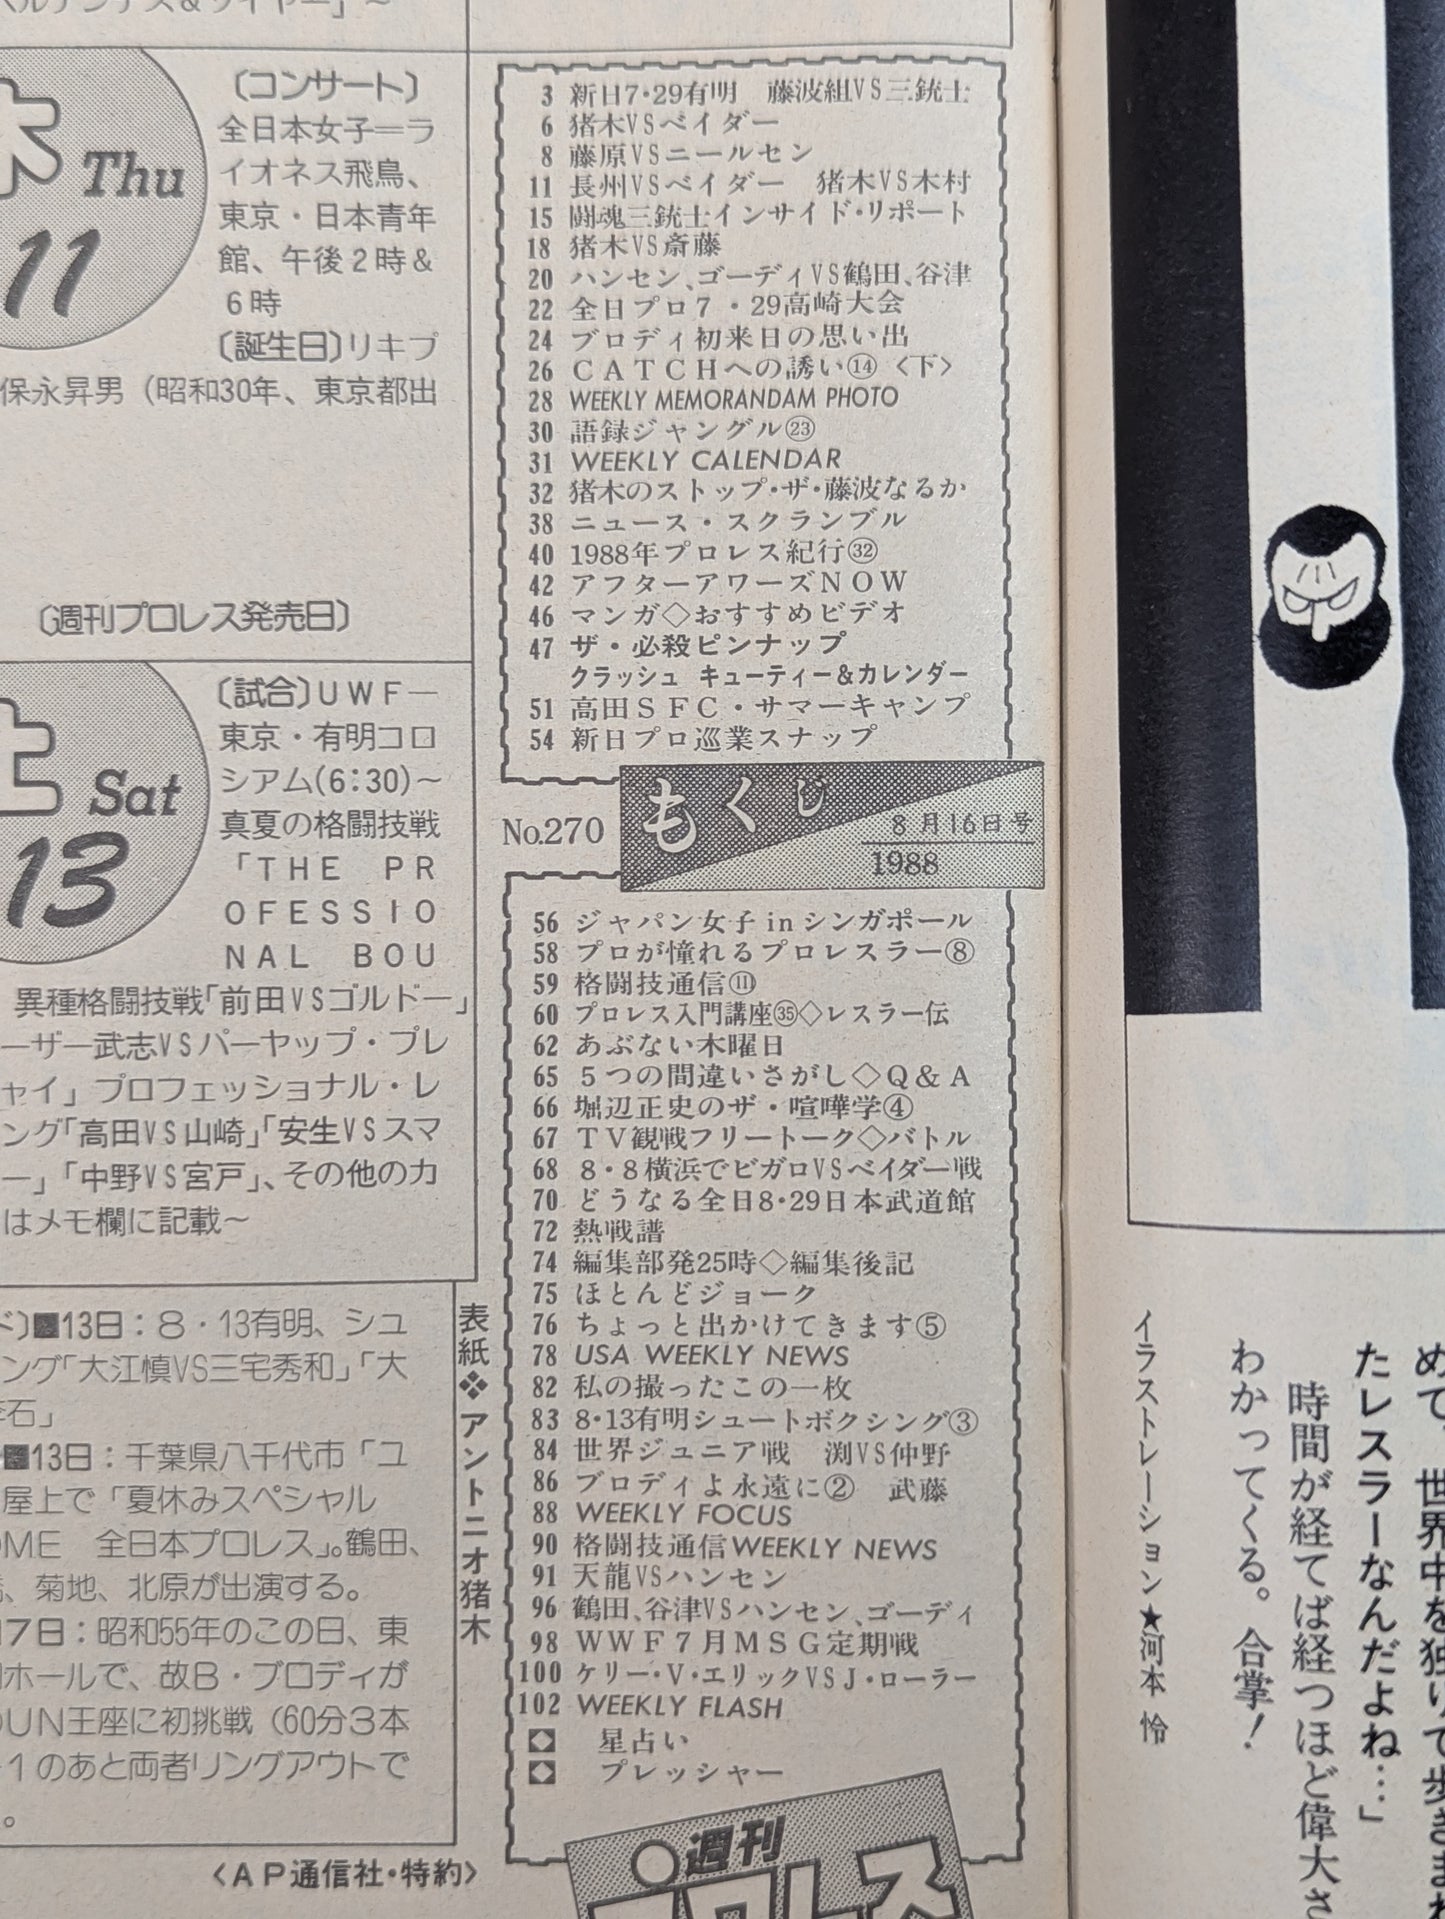 〔コンサート〕
全日本女子＝ラ
イオネス飛鳥、
東京・日本青年
館、午後２時＆
６時
〔誕生日〕リキプ
保永昇男（昭和30年、東京都出
木 Thu
11
〔週刊プロレス発売日〕
土 Sat
13
〔試合〕ＵＷＦ―
東京・有明コロ
シアム(6:30)～
真夏の格闘技戦
「ＴＨＥ　ＰＲ
ＯＦＥＳＳＩＯ
ＮＡＬ　ＢＯＵ
異種格闘技戦「前田VSゴルドー」
ーザー武志VSパーヤップ・プレ
ャイ」プロフェッショナル・レ
ング「高田VS山崎」「安生VSスマ
ー」「中野VS宮戸」、その他のカ
はメモ欄に記載～
13日：８・13有明、シュ
ング「大江慎VS三宅秀和」「大
石」
13日：千葉県八千代市「ユ
屋上で「夏休みスペシャル
OME　全日本プロレス」。鶴田、
、菊地、北原が出演する。
7日：昭和55年のこの日、東
ホールで、故Ｂ・ブロディが
UN王座に初挑戦（60分３本
１のあと両者リングアウトで
。
<ＡＰ通信社・特約>
表紙❖アントニオ猪木
3 新日7・29有明　藤波組VS三銃士
6 猪木VSベイダー
8 藤原VSニールセン
11 長州VSベイダー　猪木VS木村
15 闘魂三銃士インサイド・リポート
18 猪木VS斎藤
20 ハンセン、ゴーディVS鶴田、谷津
22 全日プロ７・29高崎大会
24 ブロディ初来日の思い出
26 ＣＡＴＣＨへの誘い⑭〈下〉
28 WEEKLY MEMORANDAM PHOTO
30 語録ジャングル㉓
31 WEEKLY CALENDAR
32 猪木のストップ・ザ・藤波なるか
38 ニュース・スクランブル
40 1988年プロレス紀行㉜
42 アフターアワーズＮＯＷ
46 マンガ◇おすすめビデオ
47 ザ・必殺ピンナップ
クラッシュ キューティー＆カレンダー
51 高田ＳＦＣ・サマーキャンプ
54 新日プロ巡業スナップ
No.270
もくじ
8月16日号
1988
56 ジャパン女子 in シンガポール
58 プロが憧れるプロレスラー⑧
59 格闘技通信⑪
60 プロレス入門講座㉟◇レスラー伝
62 あぶない木曜日
65 ５つの間違いさがし◇Ｑ＆Ａ
66 堀辺正史のザ・喧嘩学④
67 ＴＶ観戦フリートーク◇バトル
68 ８・８横浜でビガロVSベイダー戦
70 どうなる全日8・29日本武道館
72 熱戦譜
74 編集部発25時◇編集後記
75 ほとんどジョーク
76 ちょっと出かけてきます⑤
78 USA WEEKLY NEWS
82 私の撮ったこの一枚
83 8・13有明シュートボクシング③
84 世界ジュニア戦　渕VS仲野
86 ブロディよ永遠に②　武藤
88 WEEKLY FOCUS
90 格闘技通信WEEKLY NEWS
91 天龍VSハンセン
96 鶴田、谷津VSハンセン、ゴーディ
98 ＷＷＦ７月ＭＳＧ定期戦
100 ケリー・V・エリックVS J・ローラー
102 WEEKLY FLASH
◇ 星占い
◇ プレッシャー
週刊
プロレス
めて、世界中を独りで歩きまわ
たレスラーなんだよね…」
時間が経てば経つほど偉大さ
わかってくる。合掌！
イラストレーション★河本 怜